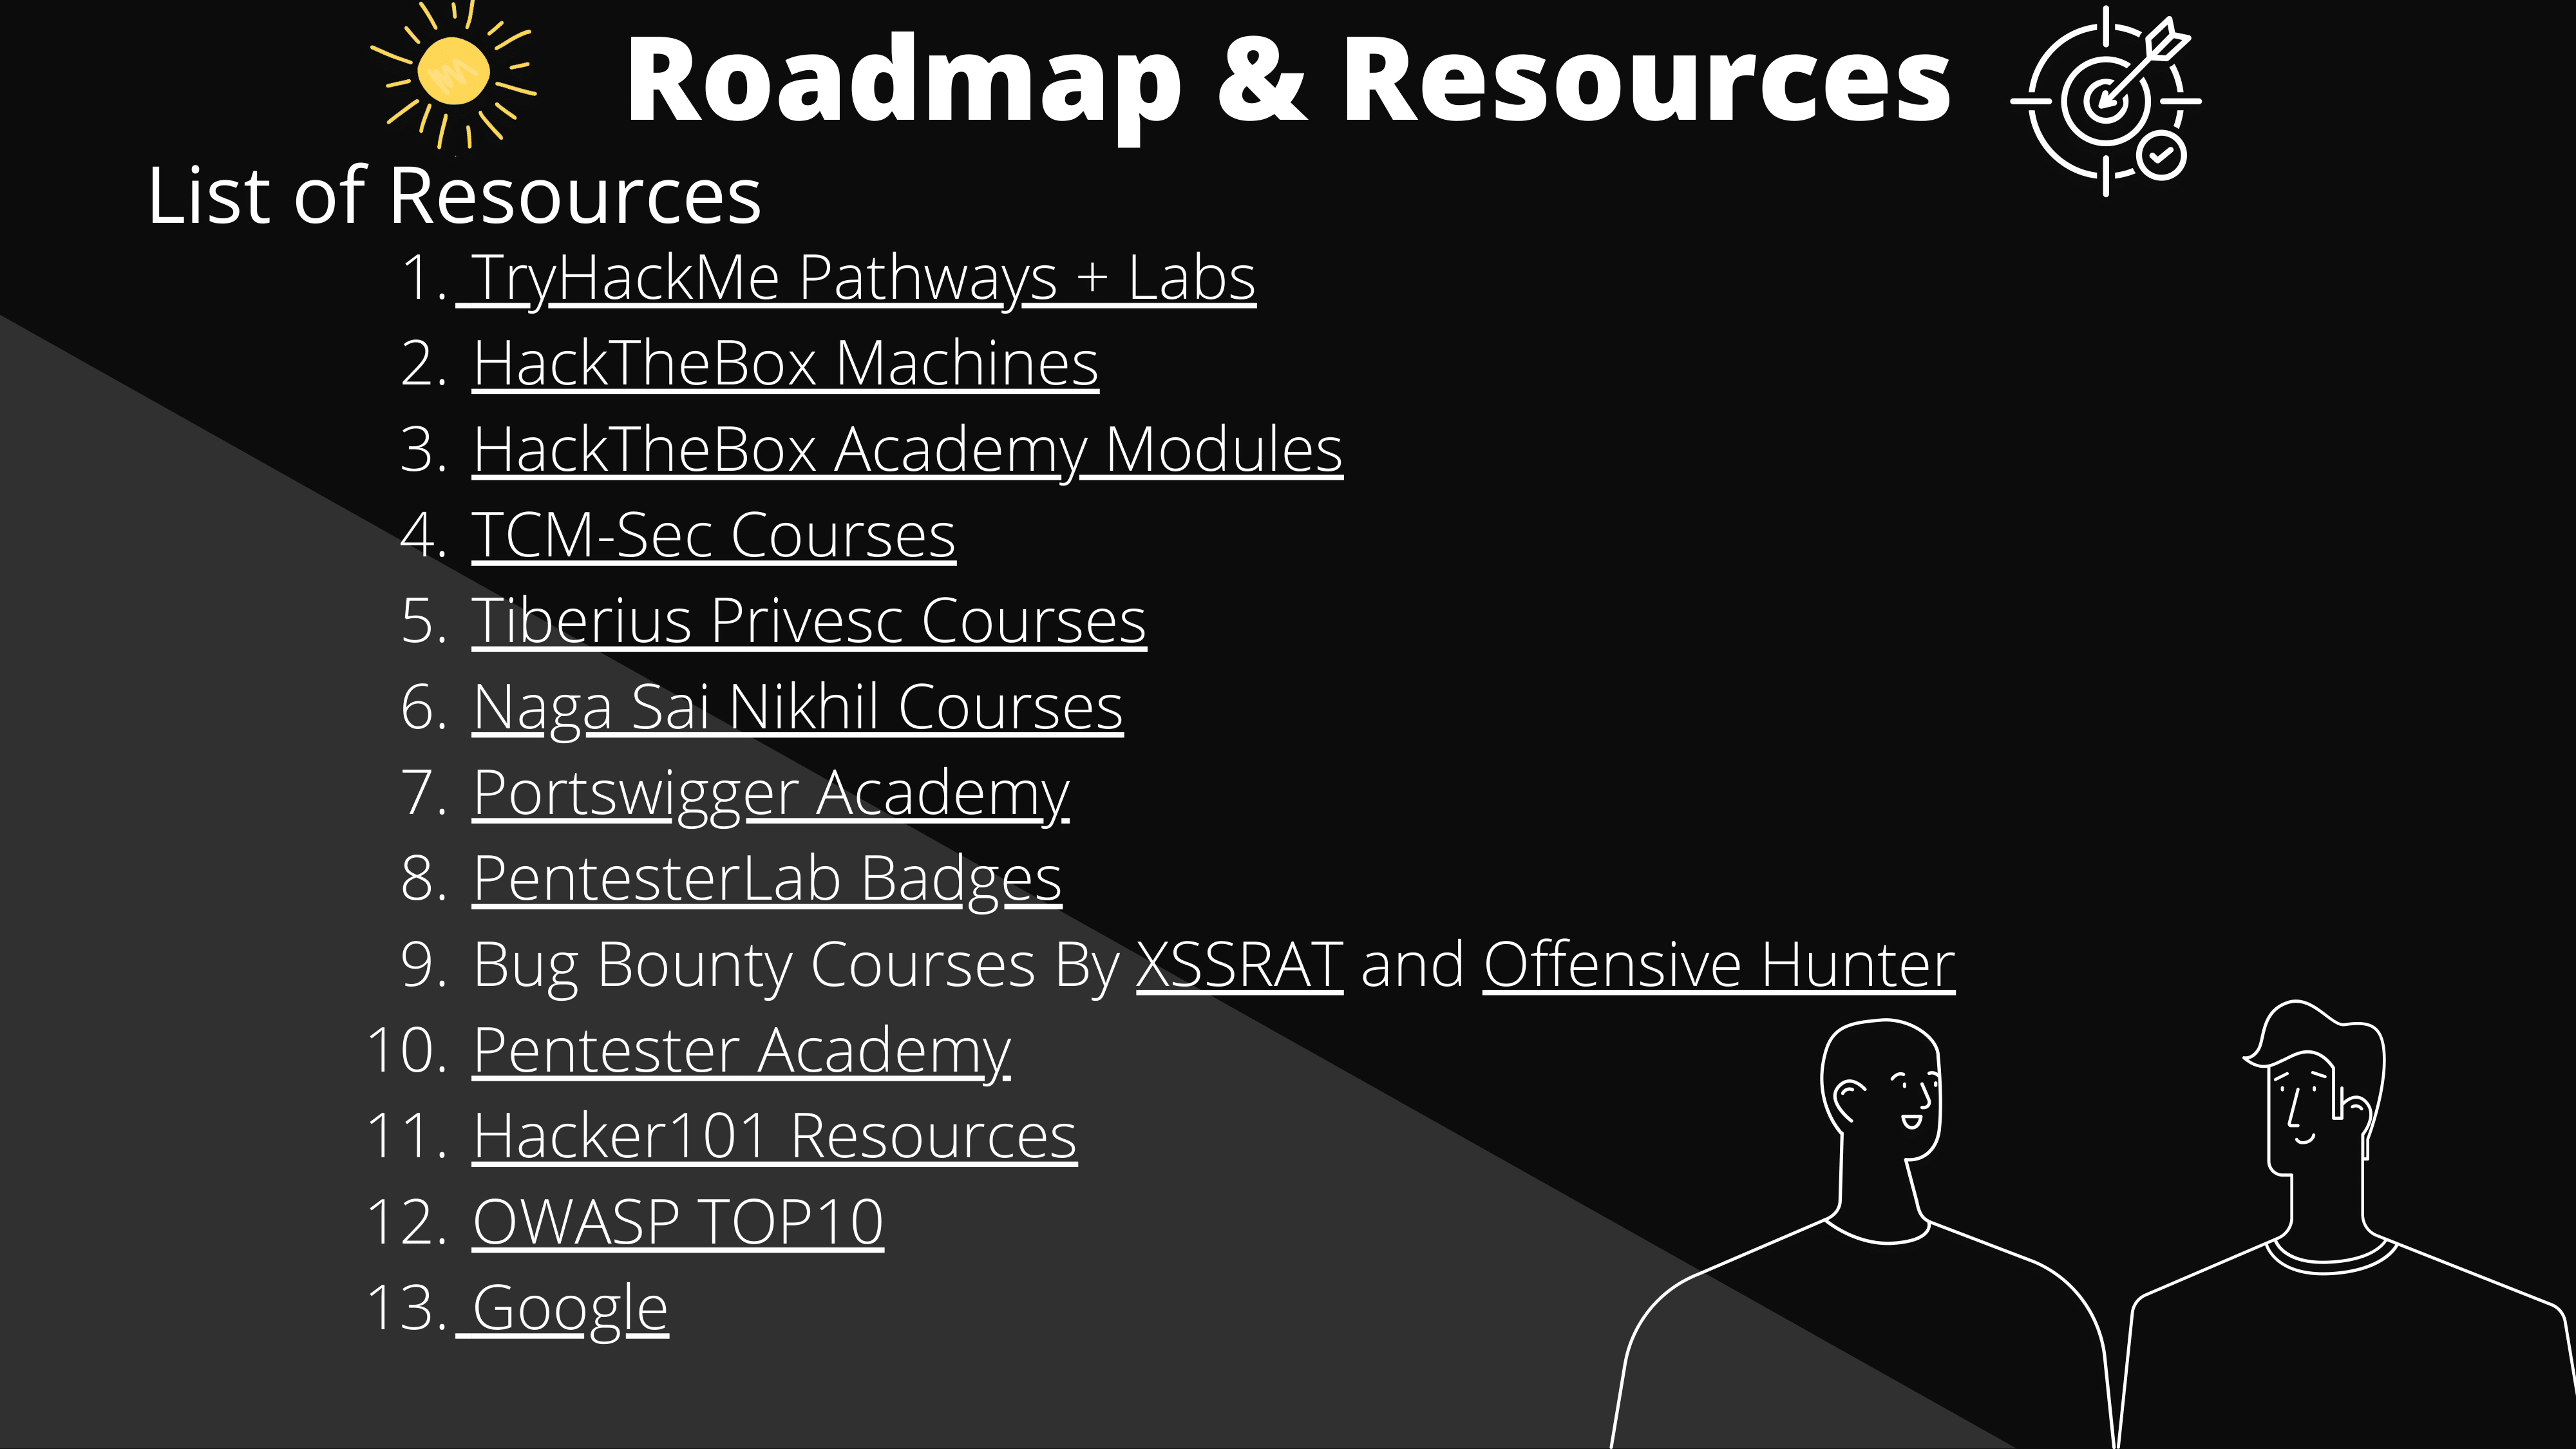 Roadmap & Resources
List of Resources
1. TryHackMe Pathways + Labs
2. HackTheBox Machines
3. HackTheBox Academy Modules
4. TCM-Sec Courses
5. Tiberius Privesc Courses
6. Naga Sai Nikhil Courses
7. Portswigger Academy
8. PentesterLab Badges
9. Bug Bounty Courses By XSSRAT and Offensive Hunter
10. Pentester Academy
11. Hacker101 Resources
12. OWASP TOP10
13. Google